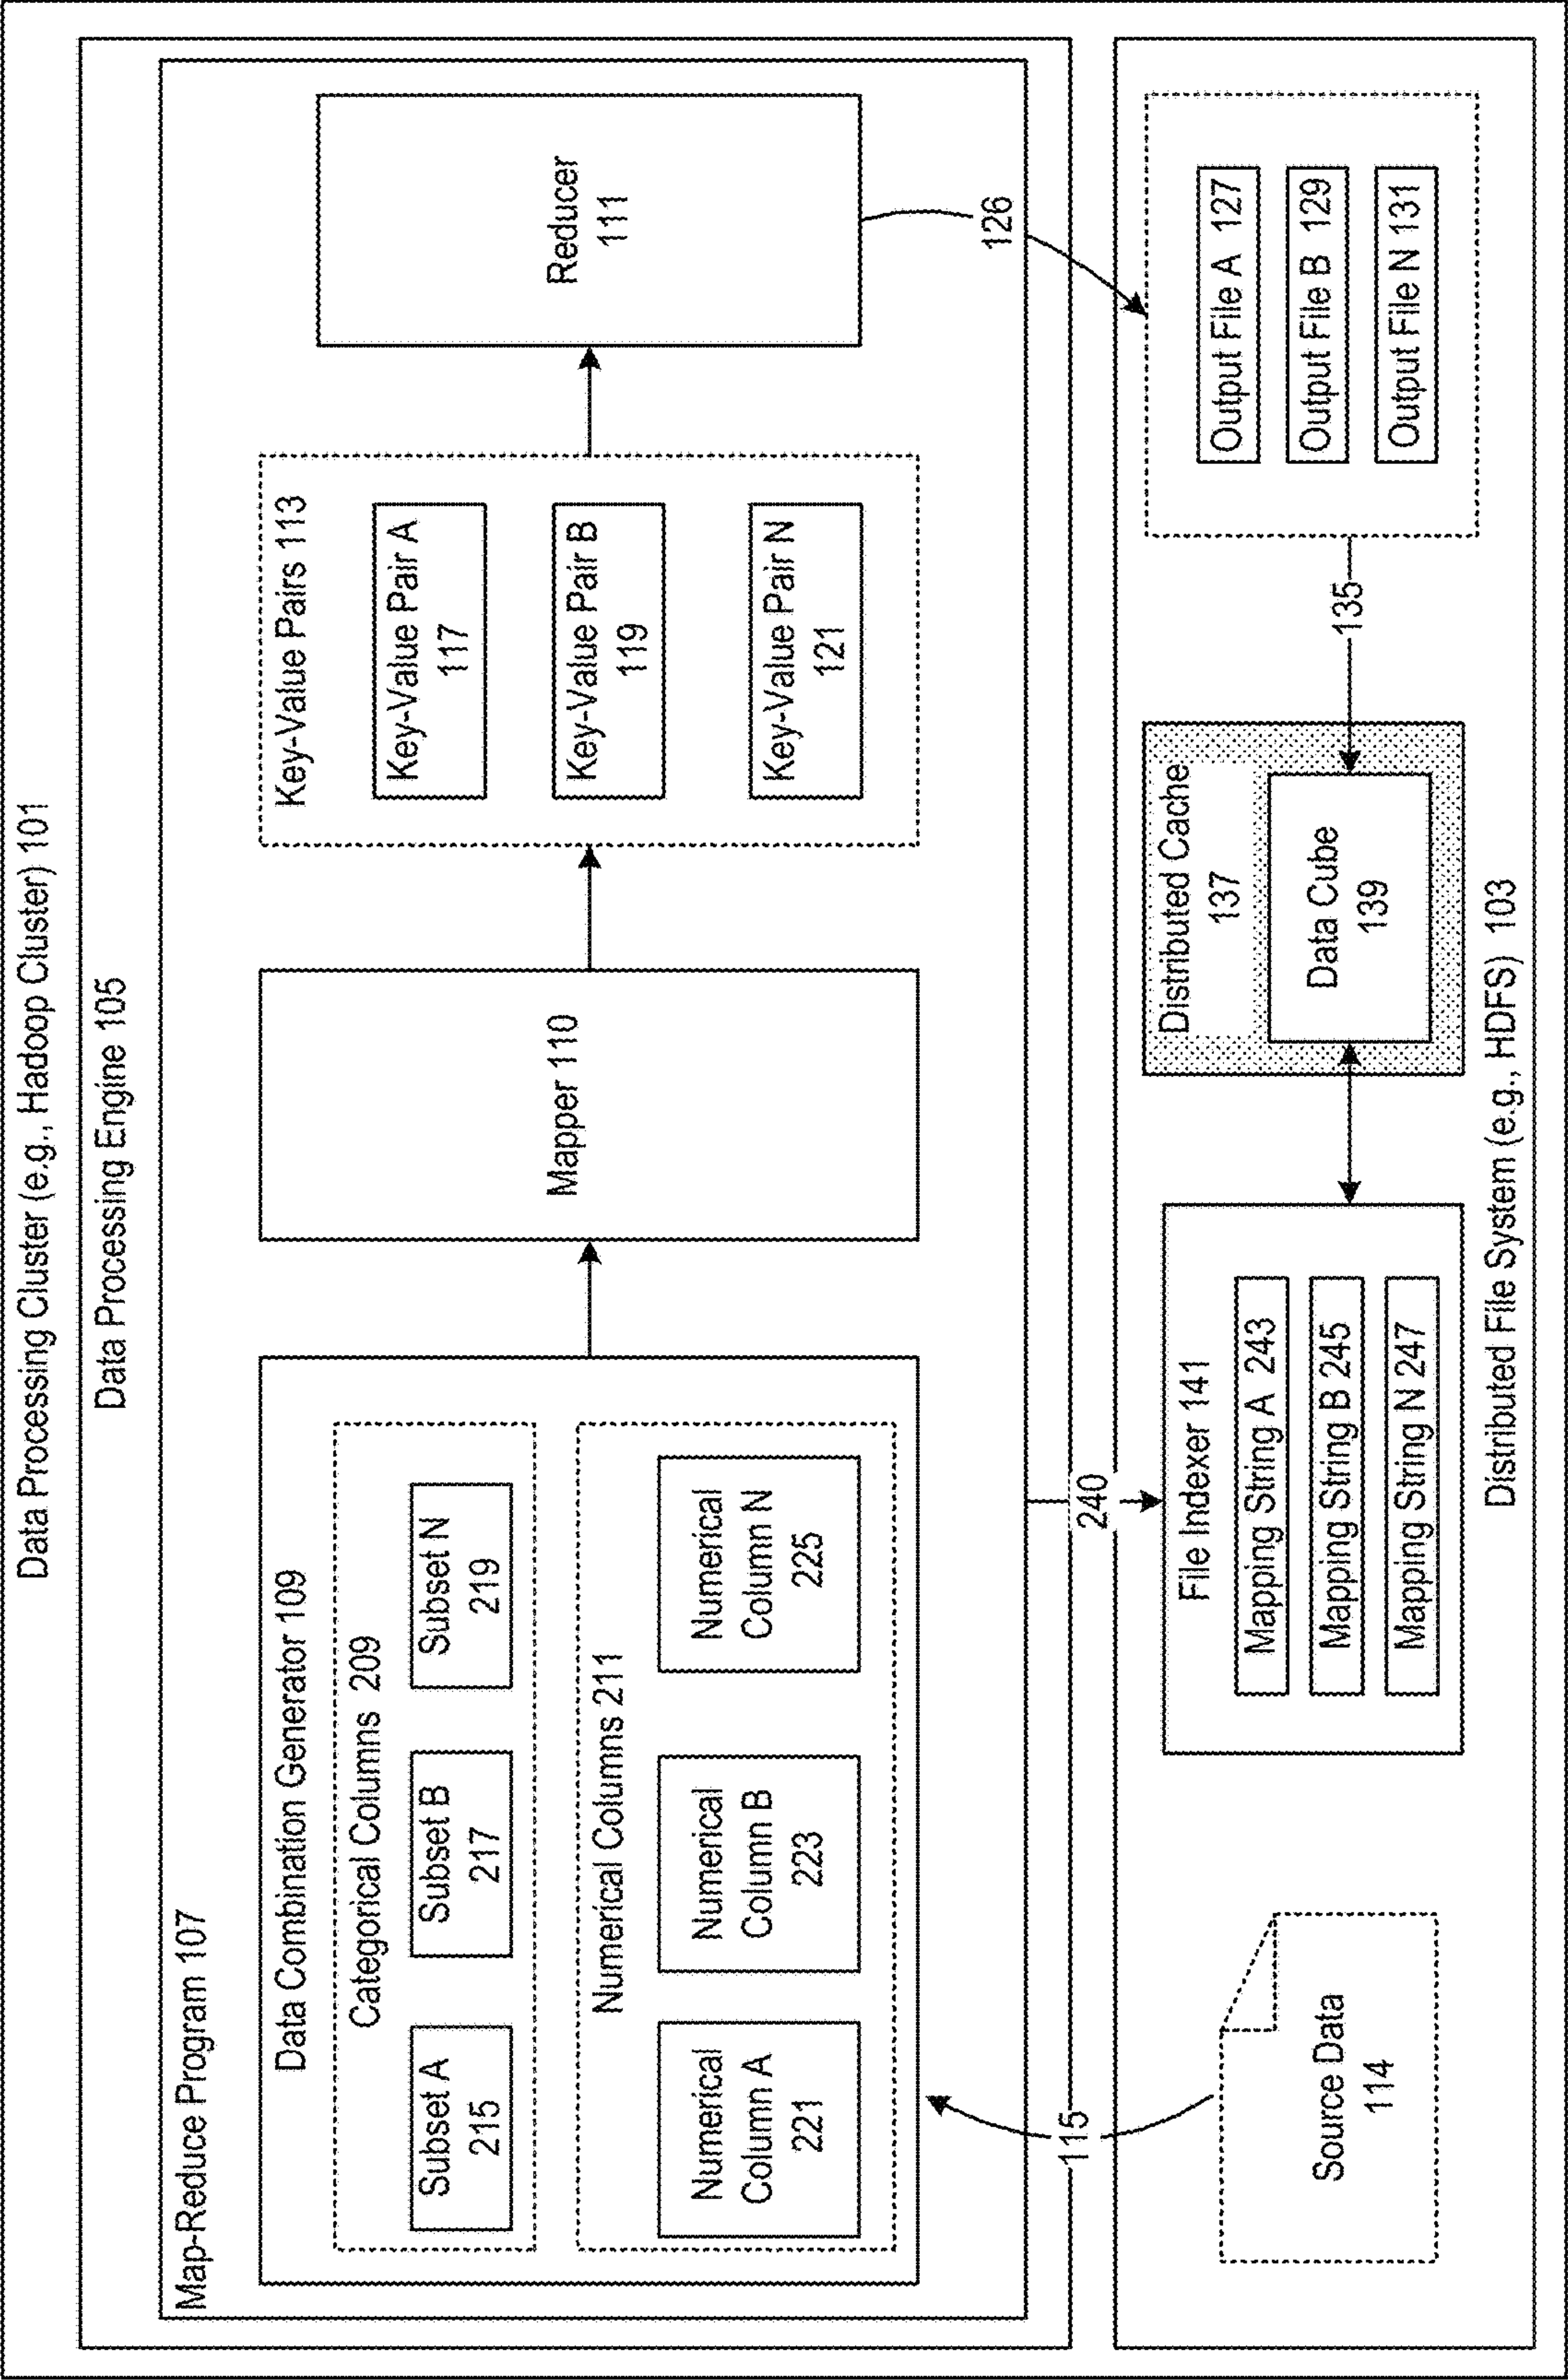 Data Processing Cluster (e.g., Hadoop Cluster) 101
Data Processing Engine 105
Map-Reduce Program 107
Data Combination Generator 109
Categorical Columns 209
Subset A
215
Subset B
217
Subset N
219
Numerical Columns 211
Numerical
Column A
221
Numerical
Column B
223
Numerical
Column N
225
Mapper 110
Key-Value Pairs 113
Key-Value Pair A
117
Key-Value Pair B
119
Key-Value Pair N
121
Reducer
111
115
240
126
Source Data
114
File Indexer 141
Mapping String A 243
Mapping String B 245
Mapping String N 247
Distributed Cache
137
Data Cube
139
135
Output File A 127
Output File B 129
Output File N 131
Distributed File System (e.g., HDFS) 103